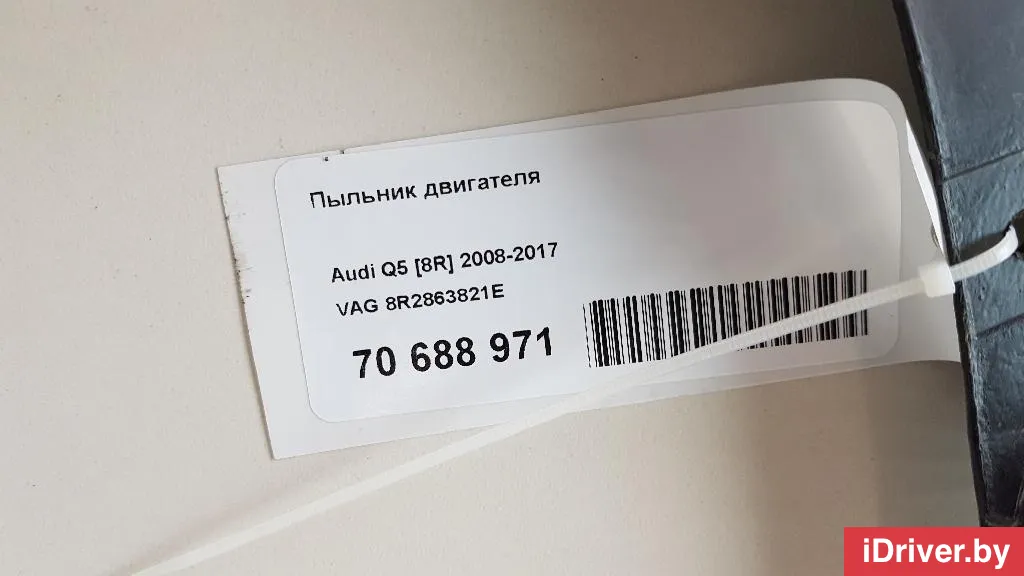 Пыльник двигателя
Audi Q5 [8R] 2008-2017
VAG 8R2863821E
70 688 971
iDriver.by